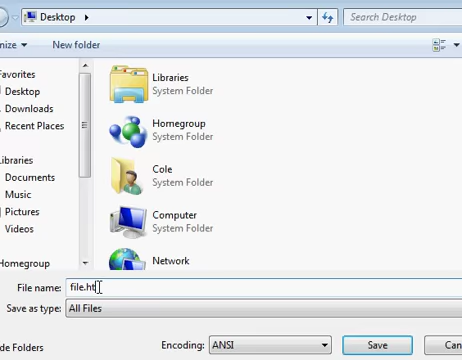 Desktop
Search Desktop
nize
New folder
Favorites
Desktop
Downloads
Recent Places
Libraries
Documents
Music
Pictures
Videos
Homegroup
Libraries
System Folder
Homegroup
System Folder
Cole
System Folder
Computer
System Folder
Network
File name: file.ht
Save as type: All Files
de Folders
Encoding: ANSI
Save
Can